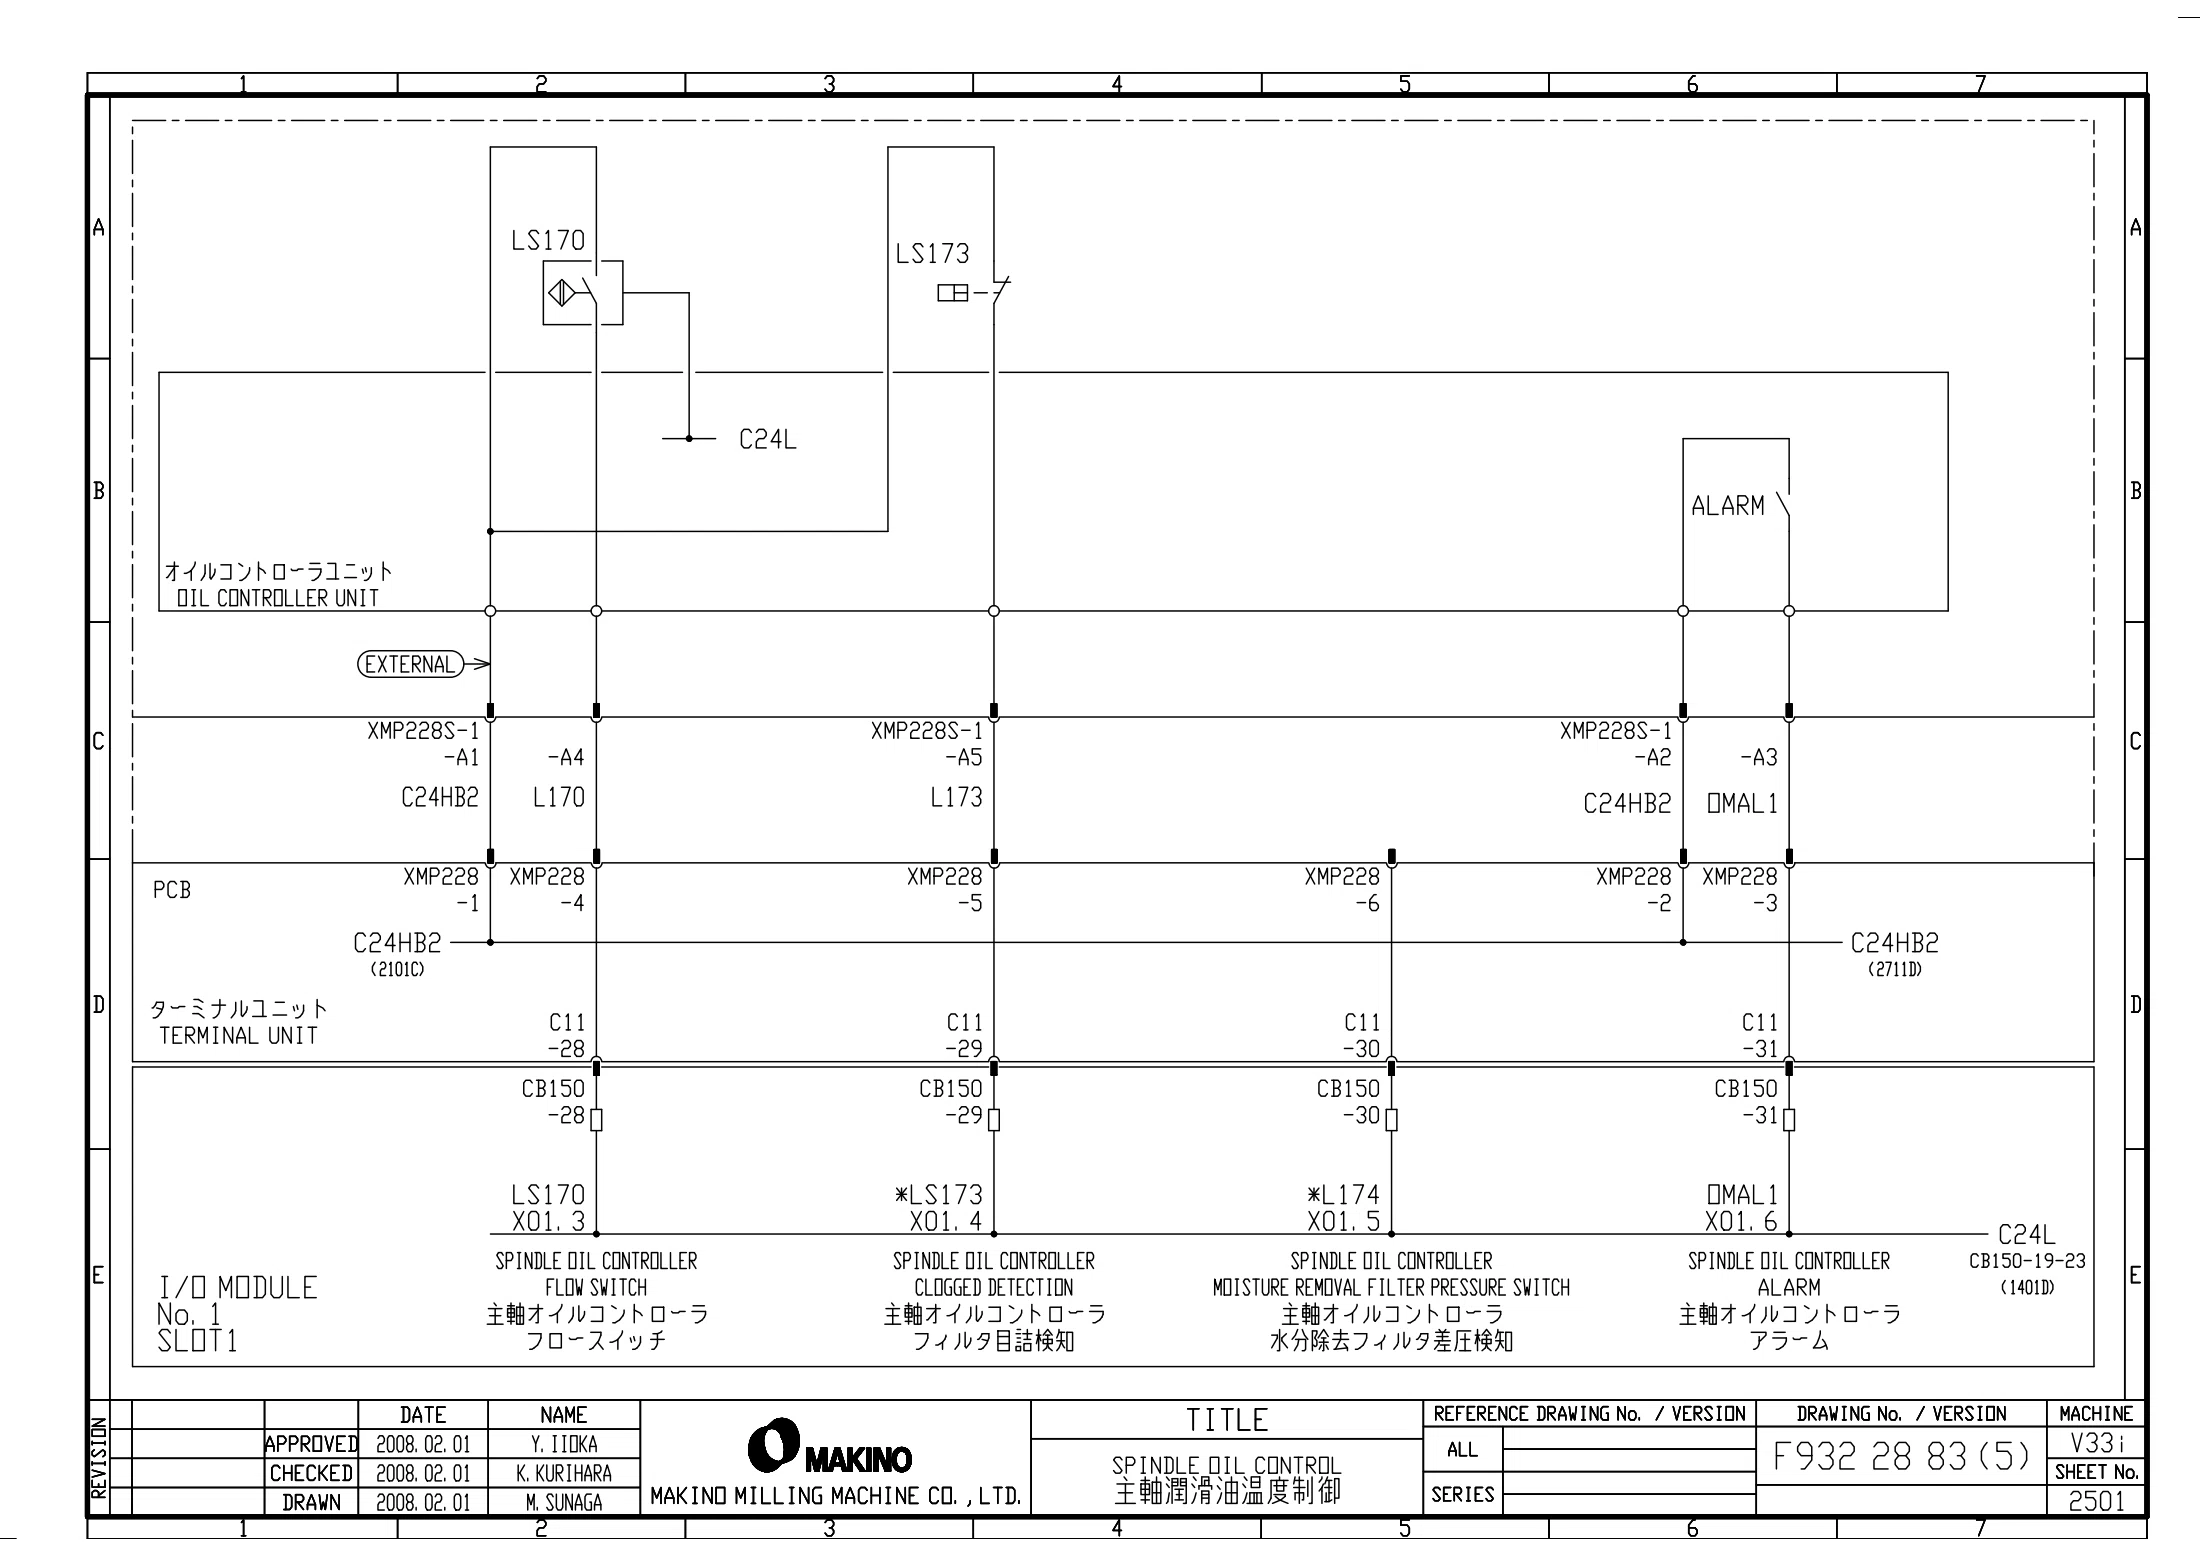 1 2 3 4 5 6 7
A
A
LS170
LS173
C24L
B
B
ALARM
オイルコントローラユニット
OIL CONTROLLER UNIT
EXTERNAL
C
C
XMP228S-1
-A1
-A4
C24HB2
L170
XMP228S-1
-A5
L173
XMP228S-1
-A2
-A3
C24HB2
OMAL1
PCB
XMP228
-1
XMP228
-4
XMP228
-5
XMP228
-6
XMP228
-2
XMP228
-3
C24HB2
(2101C)
C24HB2
(2711D)
D
D
ターミナルユニット
TERMINAL UNIT
C11
-28
C11
-29
C11
-30
C11
-31
CB150
-28
CB150
-29
CB150
-30
CB150
-31
LS170
X01.3
*LS173
X01.4
*L174
X01.5
OMAL1
X01.6
C24L
CB150-19-23
(1401D)
E
E
I/O MODULE
No. 1
SLOT1
SPINDLE OIL CONTROLLER
FLOW SWITCH
主軸オイルコントローラ
フロースイッチ
SPINDLE OIL CONTROLLER
CLOGGED DETECTION
主軸オイルコントローラ
フィルタ目詰検知
SPINDLE OIL CONTROLLER
MOISTURE REMOVAL FILTER PRESSURE SWITCH
主軸オイルコントローラ
水分除去フィルタ差圧検知
SPINDLE OIL CONTROLLER
ALARM
主軸オイルコントローラ
アラーム
REVISION
DATE NAME
APPROVED 2008.02.01 Y. IIOKA
CHECKED 2008.02.01 K. KURIHARA
DRAWN 2008.02.01 M. SUNAGA
MAKINO
MAKINO MILLING MACHINE CO., LTD.
TITLE
SPINDLE OIL CONTROL
主軸潤滑油温度制御
REFERENCE DRAWING No. / VERSION
ALL
SERIES
DRAWING No. / VERSION
F932 28 83(5)
MACHINE
V33i
SHEET No.
2501
1 2 3 4 5 6 7